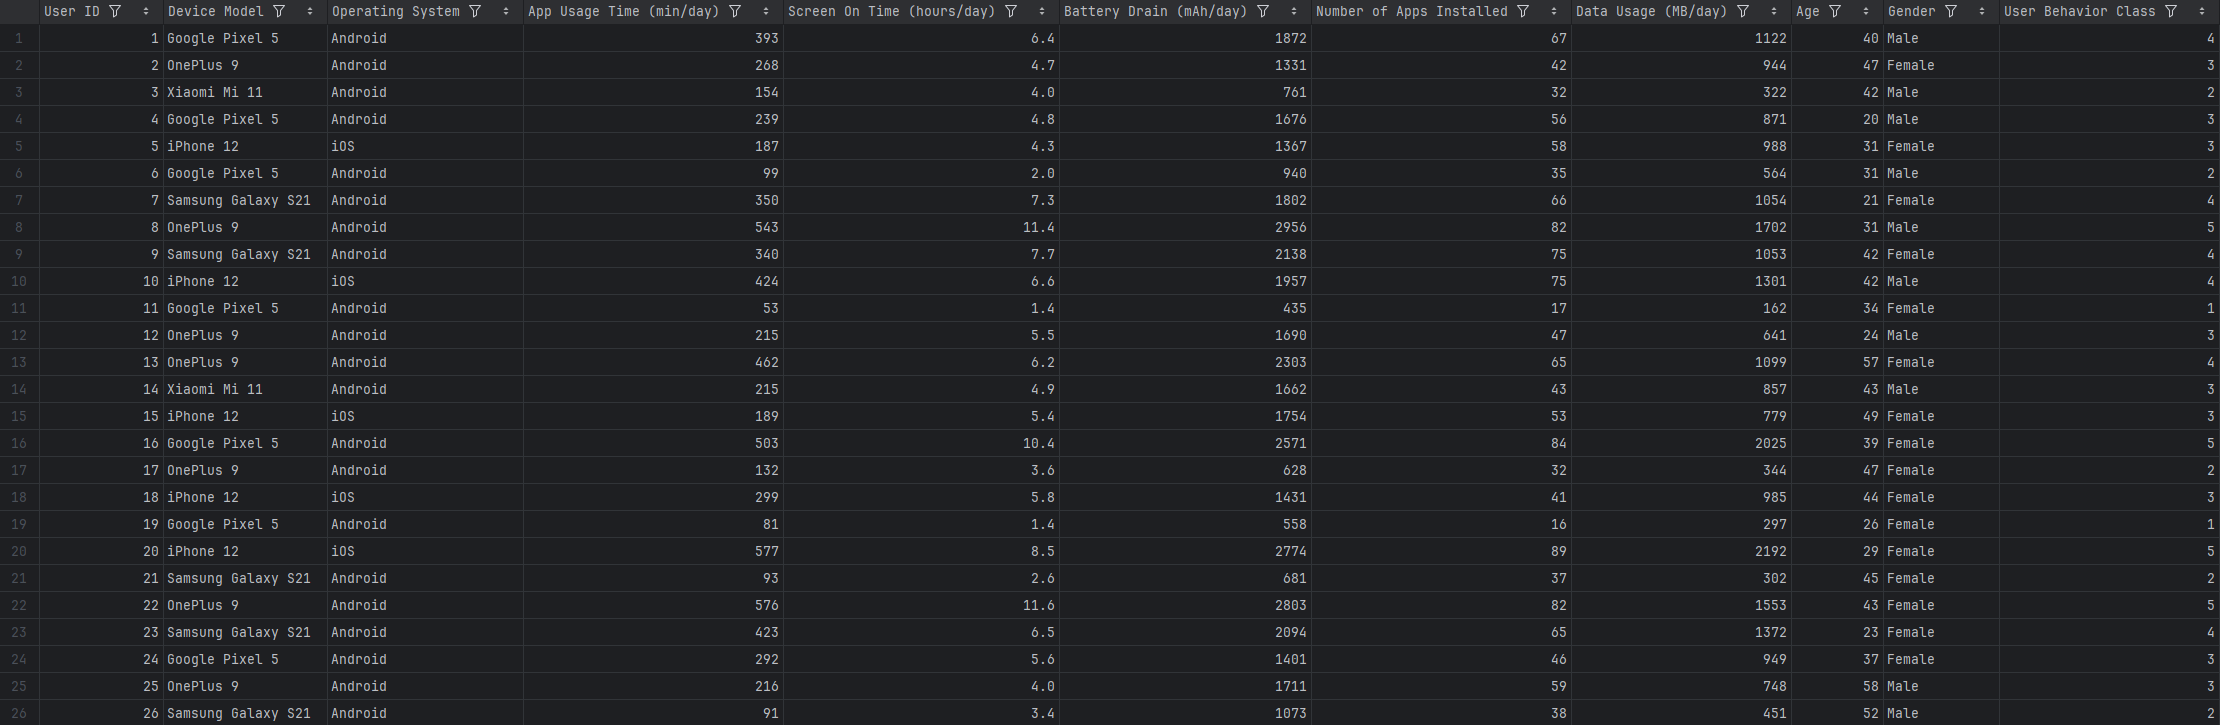 User ID Device Model Operating System App Usage Time (min/day) Screen On Time (hours/day) Battery Drain (mAh/day) Number of Apps Installed Data Usage (MB/day) Age Gender User Behavior Class
1 1 Google Pixel 5 Android 393 6.4 1872 67 1122 40 Male 4
2 2 OnePlus 9 Android 268 4.7 1331 42 944 47 Female 3
3 3 Xiaomi Mi 11 Android 154 4.0 761 32 322 42 Male 2
4 4 Google Pixel 5 Android 239 4.8 1676 56 871 20 Male 3
5 5 iPhone 12 iOS 187 4.3 1367 58 988 31 Female 3
6 6 Google Pixel 5 Android 99 2.0 940 35 564 31 Male 2
7 7 Samsung Galaxy S21 Android 350 7.3 1802 66 1054 21 Female 4
8 8 OnePlus 9 Android 543 11.4 2956 82 1702 31 Male 5
9 9 Samsung Galaxy S21 Android 340 7.7 2138 75 1053 42 Female 4
10 10 iPhone 12 iOS 424 6.6 1957 75 1301 42 Male 4
11 11 Google Pixel 5 Android 53 1.4 435 17 162 34 Female 1
12 12 OnePlus 9 Android 215 5.5 1690 47 641 24 Male 3
13 13 OnePlus 9 Android 462 6.2 2303 65 1099 57 Female 4
14 14 Xiaomi Mi 11 Android 215 4.9 1662 43 857 43 Male 3
15 15 iPhone 12 iOS 189 5.4 1754 53 779 49 Female 3
16 16 Google Pixel 5 Android 503 10.4 2571 84 2025 39 Female 5
17 17 OnePlus 9 Android 132 3.6 628 32 344 47 Female 2
18 18 iPhone 12 iOS 299 5.8 1431 41 985 44 Female 3
19 19 Google Pixel 5 Android 81 1.4 558 16 297 26 Female 1
20 20 iPhone 12 iOS 577 8.5 2774 89 2192 29 Female 5
21 21 Samsung Galaxy S21 Android 93 2.6 681 37 302 45 Female 2
22 22 OnePlus 9 Android 576 11.6 2803 82 1553 43 Female 5
23 23 Samsung Galaxy S21 Android 423 6.5 2094 65 1372 23 Female 4
24 24 Google Pixel 5 Android 292 5.6 1401 46 949 37 Female 3
25 25 OnePlus 9 Android 216 4.0 1711 59 748 58 Male 3
26 26 Samsung Galaxy S21 Android 91 3.4 1073 38 451 52 Male 2